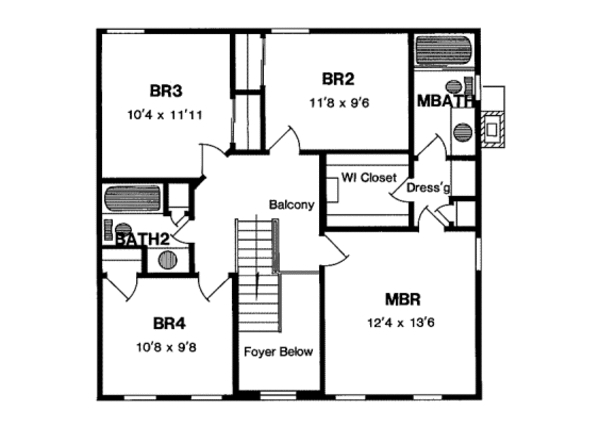 BR3
10'4 x 11'11
BR2
11'8 x 9'6
MBATH
WI Closet
Dress'g
Balcony
BATH2
MBR
12'4 x 13'6
BR4
10'8 x 9'8
Foyer Below